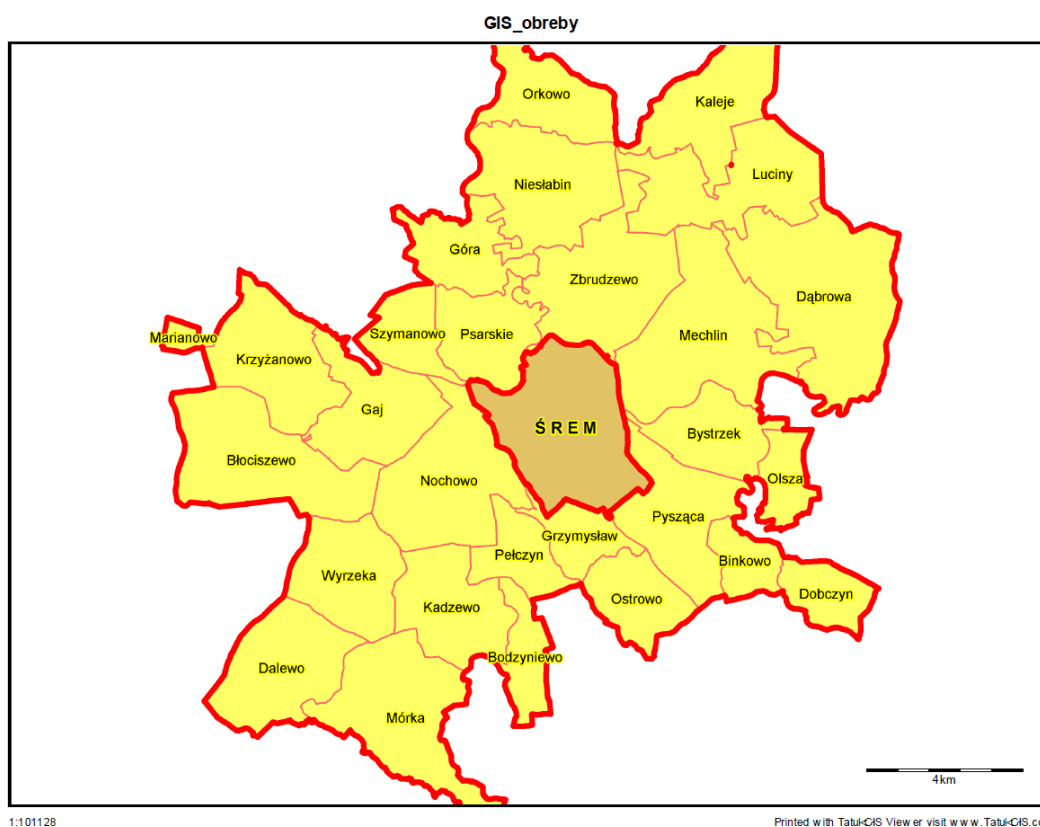 GIS_obreby
Orkowo
Kaleje
Luciny
Niesłabin
Góra
Zbrudzewo
Dąbrowa
Szymanowo
Psarskie
Mechlin
Marianowo
Krzyżanowo
Gaj
ŚREM
Bystrzek
Błociszewo
Nochowo
Olsza
Pysząca
Grzymysław
Pełczyn
Binkowo
Wyrzeka
Kadzewo
Ostrowo
Dobczyn
Bodzyniewo
Dalewo
Mórka
4km
1:101128
Printed with TatukGIS Viewer visit www.TatukGIS.co